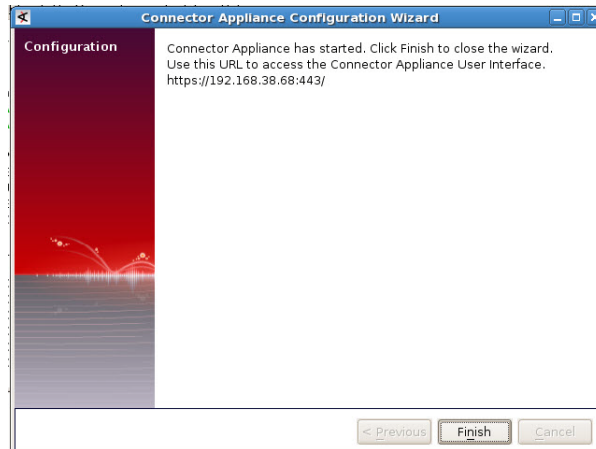 Connector Appliance Configuration Wizard
Configuration
Connector Appliance has started. Click Finish to close the wizard.
Use this URL to access the Connector Appliance User Interface.
https://192.168.38.68:443/
< Previous
Finish
Cancel